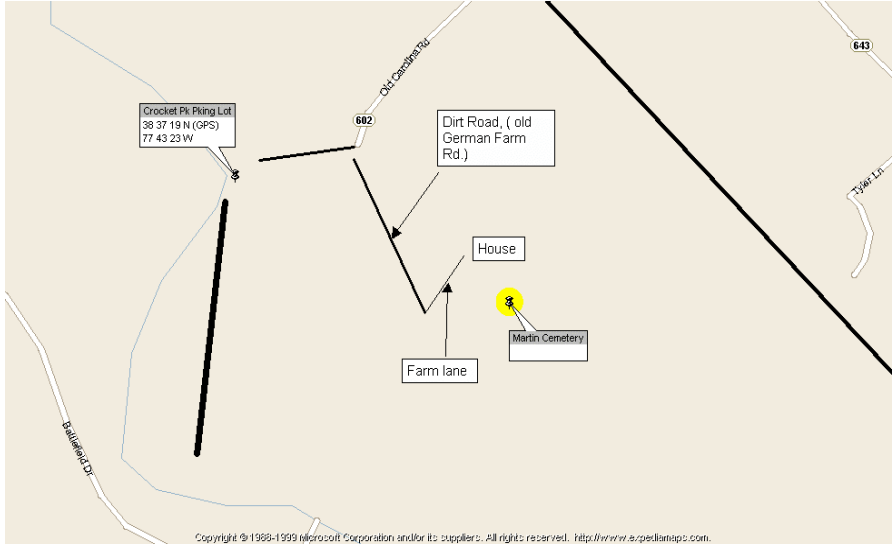 643
Old Carolina Rd
Crocket Pk Pking Lot
38 37 19 N (GPS)
77 43 23 W
602
Dirt Road, ( old
German Farm
Rd.)
Tyler Ln
House
Martin Cemetery
Farm lane
Battlefield Dr
Copyright © 1988-1999 Microsoft Corporation and/or its suppliers. All rights reserved. http://www.expediamaps.com.